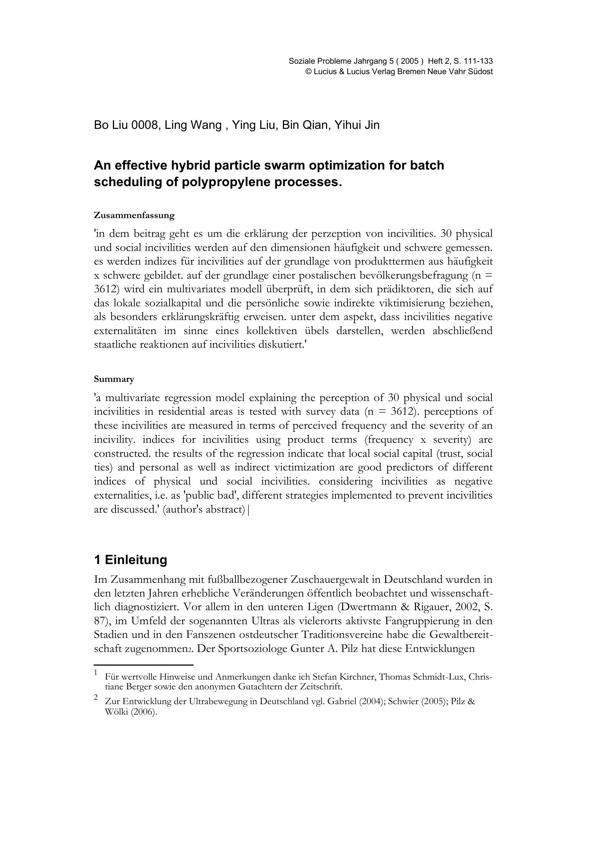 Soziale Probleme Jahrgang 5 ( 2005 ) Heft 2, S. 111-133
© Lucius & Lucius Verlag Bremen Neue Vahr Südost
Bo Liu 0008, Ling Wang , Ying Liu, Bin Qian, Yihui Jin
An effective hybrid particle swarm optimization for batch
scheduling of polypropylene processes.
Zusammenfassung
'in dem beitrag geht es um die erklärung der perzeption von incivilities. 30 physical
und social incivilities werden auf den dimensionen häufigkeit und schwere gemessen.
es werden indizes für incivilities auf der grundlage von produkttermen aus häufigkeit
x schwere gebildet. auf der grundlage einer postalischen bevölkerungsbefragung (n =
3612) wird ein multivariates modell überprüft, in dem sich prädiktoren, die sich auf
das lokale sozialkapital und die persönliche sowie indirekte viktimisierung beziehen,
als besonders erklärungskräftig erweisen. unter dem aspekt, dass incivilities negative
externalitäten im sinne eines kollektiven übels darstellen, werden abschließend
staatliche reaktionen auf incivilities diskutiert.'
Summary
'a multivariate regression model explaining the perception of 30 physical und social
incivilities in residential areas is tested with survey data (n = 3612). perceptions of
these incivilities are measured in terms of perceived frequency and the severity of an
incivility. indices for incivilities using product terms (frequency x severity) are
constructed. the results of the regression indicate that local social capital (trust, social
ties) and personal as well as indirect victimization are good predictors of different
indices of physical und social incivilities. considering incivilities as negative
externalities, i.e. as 'public bad', different strategies implemented to prevent incivilities
are discussed.' (author's abstract)|
1 Einleitung
Im Zusammenhang mit fußballbezogener Zuschauergewalt in Deutschland wurden in
den letzten Jahren erhebliche Veränderungen öffentlich beobachtet und wissenschaft-
lich diagnostiziert. Vor allem in den unteren Ligen (Dwertmann & Rigauer, 2002, S.
87), im Umfeld der sogenannten Ultras als vielerorts aktivste Fangruppierung in den
Stadien und in den Fanszenen ostdeutscher Traditionsvereine habe die Gewaltbereit-
schaft zugenommen2. Der Sportsoziologe Gunter A. Pilz hat diese Entwicklungen
1 Für wertvolle Hinweise und Anmerkungen danke ich Stefan Kirchner, Thomas Schmidt-Lux, Chris-
tiane Berger sowie den anonymen Gutachtern der Zeitschrift.
2 Zur Entwicklung der Ultrabewegung in Deutschland vgl. Gabriel (2004); Schwier (2005); Pilz &
Wölki (2006).